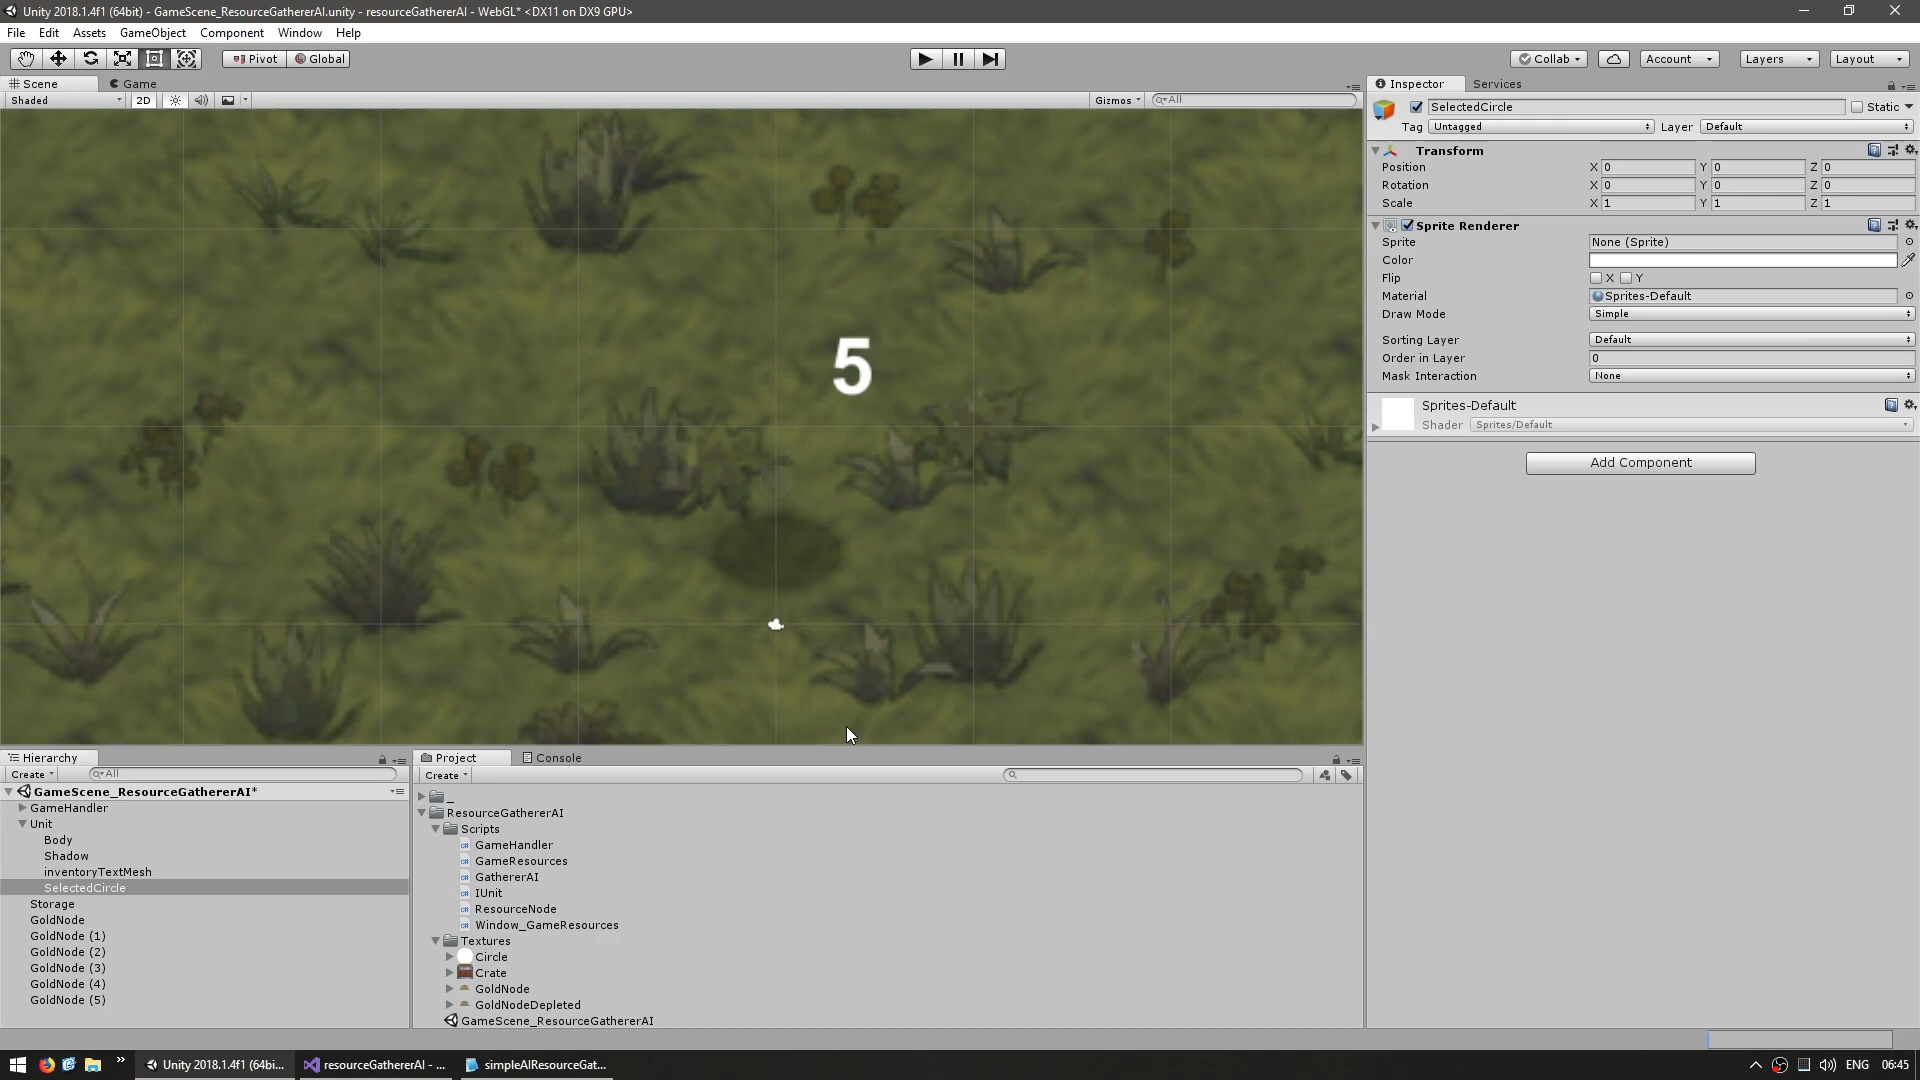 Unity 2018.1.4f1 (64bit) - GameScene_ResourceGathererAI.unity - resourceGathererAI - WebGL* <DX11 on DX9 GPU>
File Edit Assets GameObject Component Window Help
Pivot Global Collab Account Layers Layout
Scene Game
Shaded 2D Gizmos All
5
Inspector Services
SelectedCircle Static
Tag Untagged Layer Default
Transform
Position X 0 Y 0 Z 0
Rotation X 0 Y 0 Z 0
Scale X 1 Y 1 Z 1
Sprite Renderer
Sprite None (Sprite)
Color
Flip X Y
Material Sprites-Default
Draw Mode Simple
Sorting Layer Default
Order in Layer 0
Mask Interaction None
Sprites-Default
Shader Sprites/Default
Add Component
Hierarchy
Create All
GameScene_ResourceGathererAI*
GameHandler
Unit
Body
Shadow
inventoryTextMesh
SelectedCircle
Storage
GoldNode
GoldNode (1)
GoldNode (2)
GoldNode (3)
GoldNode (4)
GoldNode (5)
Project Console
Create
_
ResourceGathererAI
Scripts
GameHandler
GameResources
GathererAI
IUnit
ResourceNode
Window_GameResources
Textures
Circle
Crate
GoldNode
GoldNodeDepleted
GameScene_ResourceGathererAI
Unity 2018.1.4f1 (64bi... resourceGathererAI - ... simpleAIResourceGat... ENG 06:45